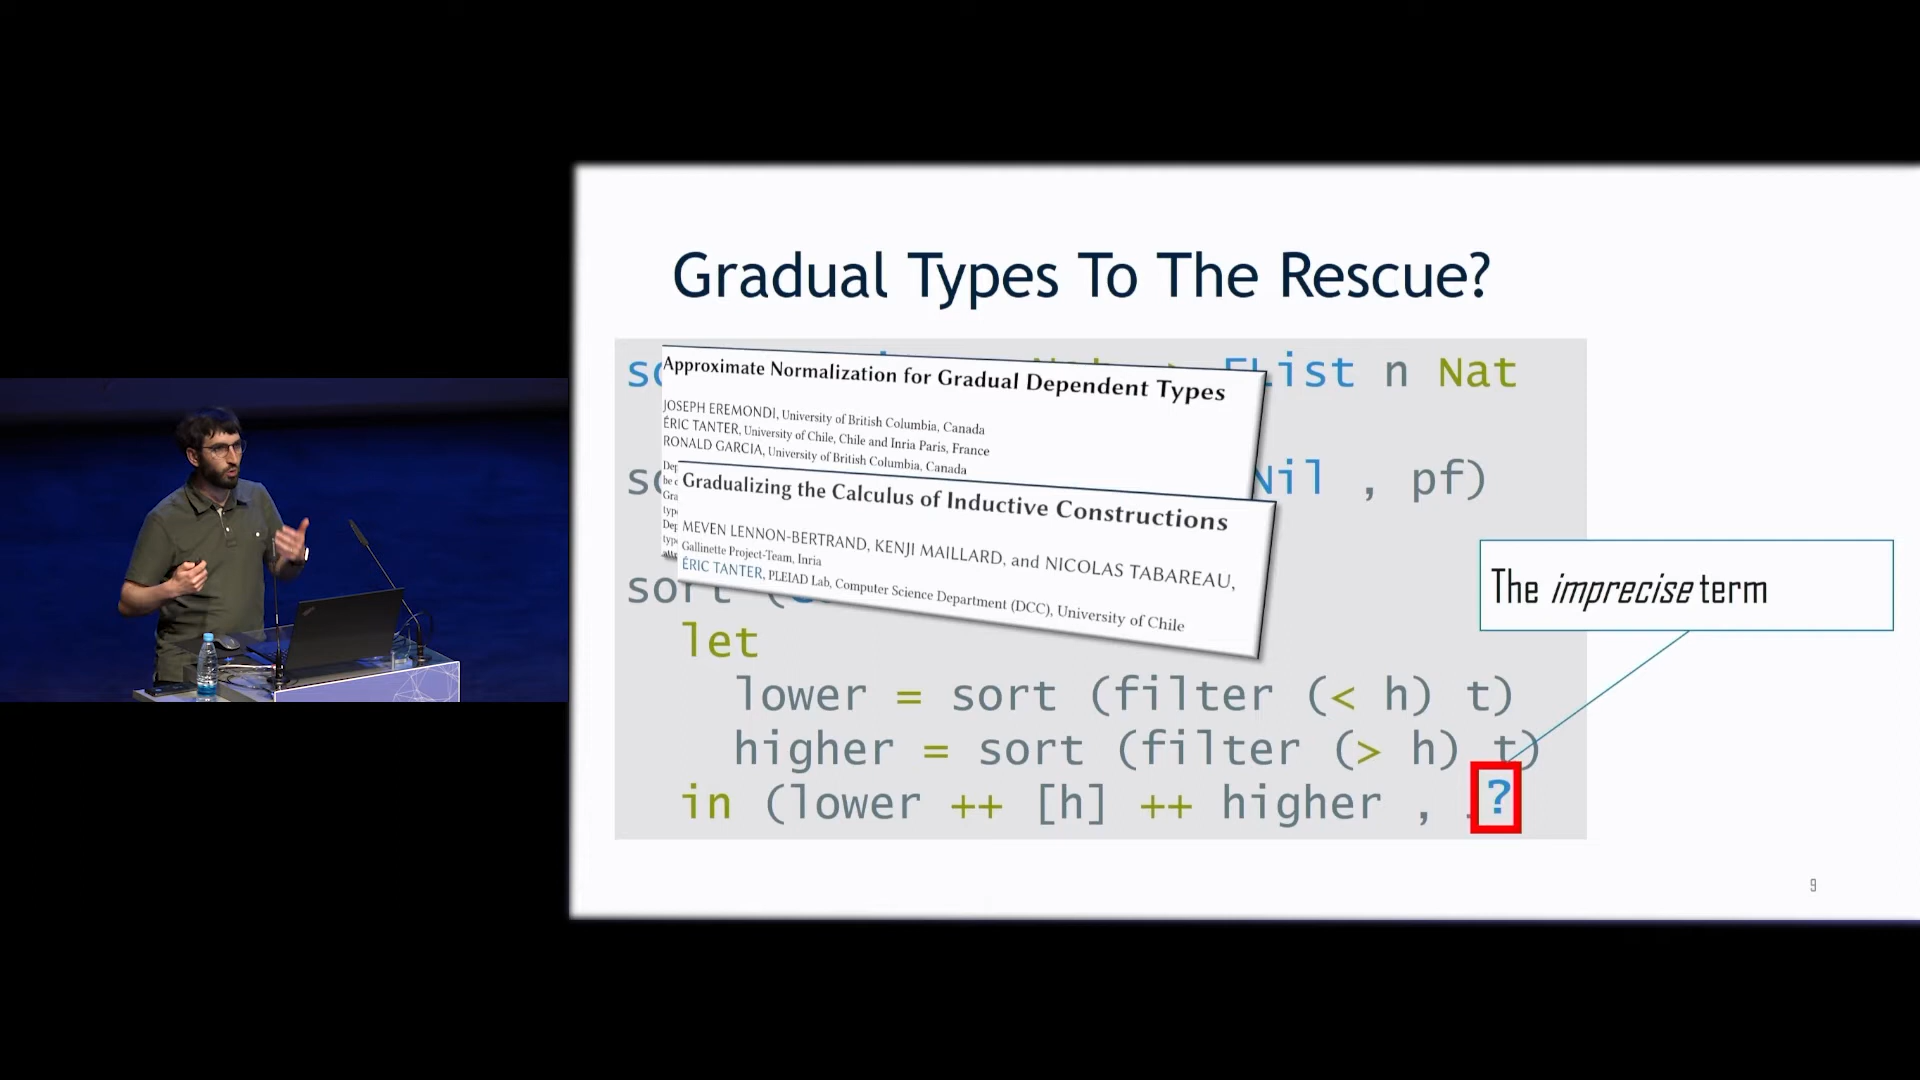 Gradual Types To The Rescue?
Approximate Normalization for Gradual Dependent Types
JOSEPH EREMONDI, University of British Columbia, Canada
ÉRIC TANTER, University of Chile, Chile and Inria Paris, France
RONALD GARCIA, University of British Columbia, Canada
Gradualizing the Calculus of Inductive Constructions
MEVEN LENNON-BERTRAND, KENJI MAILLARD, and NICOLAS TABAREAU,
Gallinette Project-Team, Inria
ÉRIC TANTER, PLEIAD Lab, Computer Science Department (DCC), University of Chile
n Nat
Nil , pf)
sort (
let
lower = sort (filter (< h) t)
higher = sort (filter (> h) t)
in (lower ++ [h] ++ higher , ?
The imprecise term
9